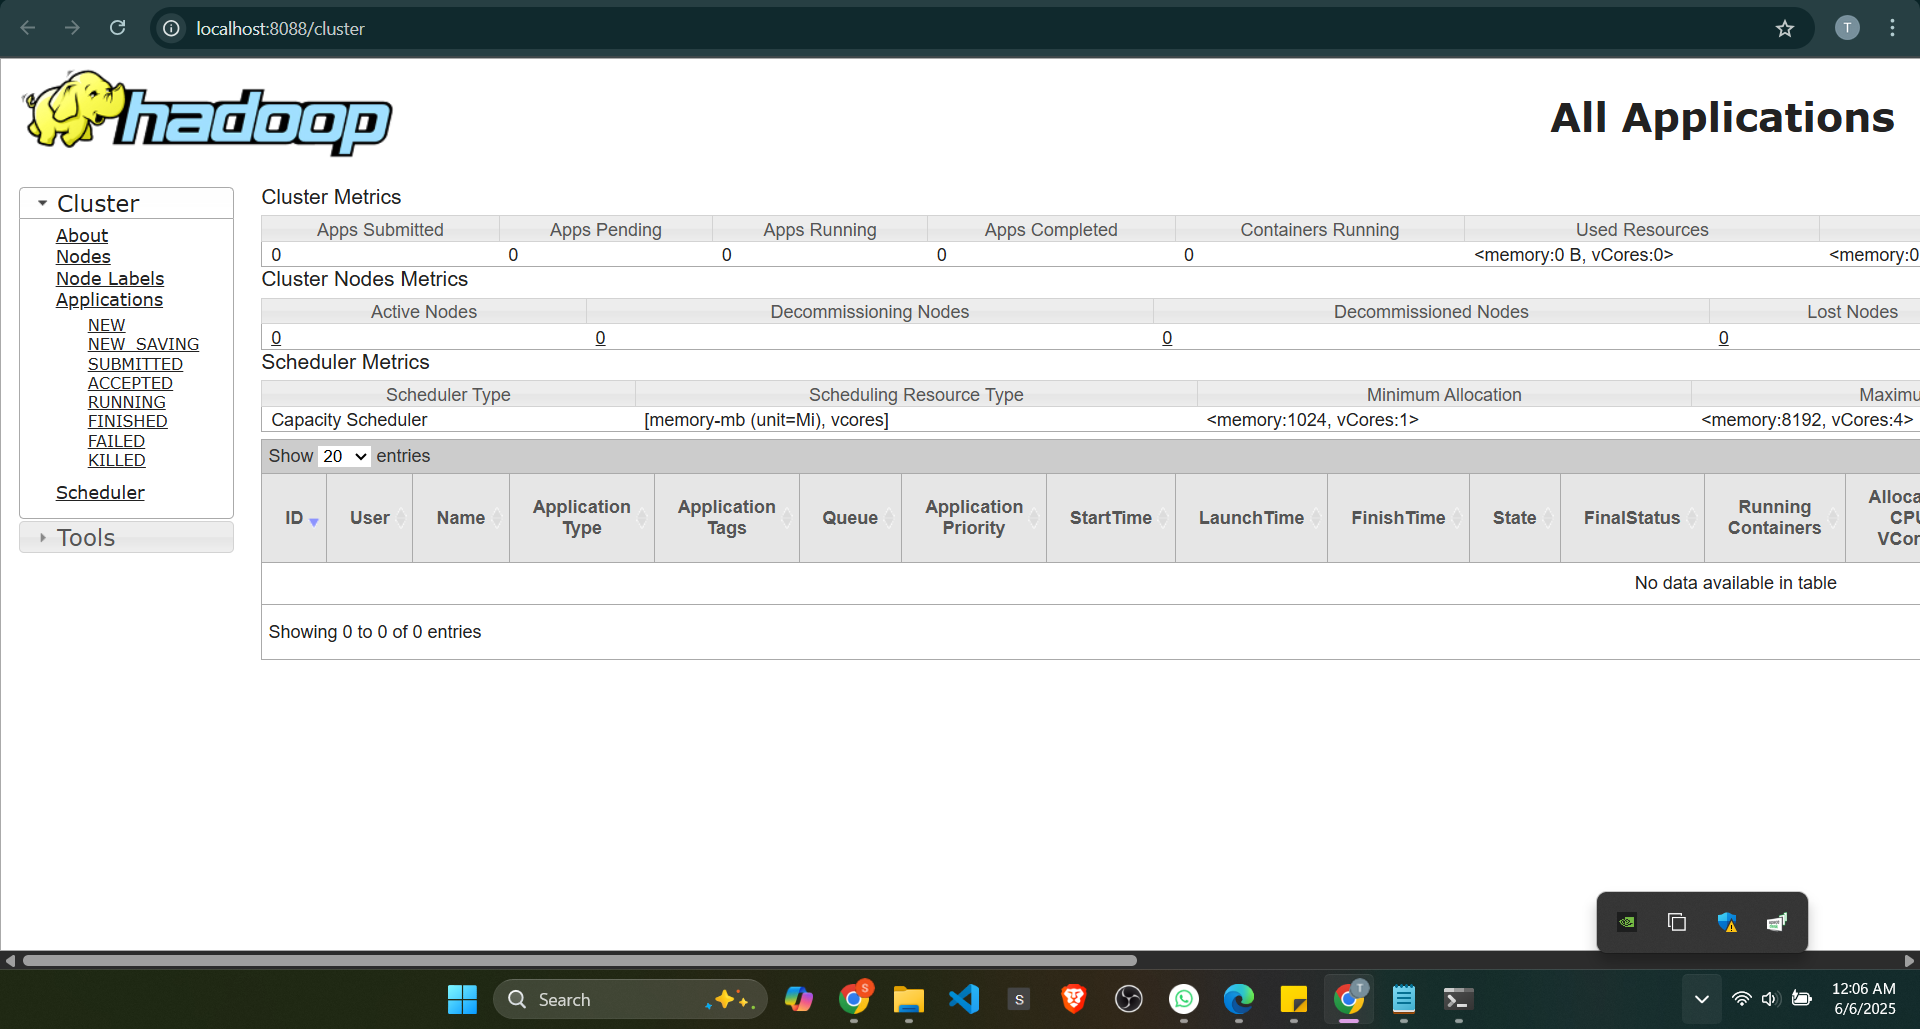 localhost:8088/cluster
T
hadoop
All Applications
Cluster
About
Nodes
Node Labels
Applications
NEW
NEW_SAVING
SUBMITTED
ACCEPTED
RUNNING
FINISHED
FAILED
KILLED
Scheduler
Tools
Cluster Metrics
Apps Submitted Apps Pending Apps Running Apps Completed Containers Running Used Resources
0 0 0 0 0 <memory:0 B, vCores:0> <memory:0
Cluster Nodes Metrics
Active Nodes Decommissioning Nodes Decommissioned Nodes Lost Nodes
0 0 0 0
Scheduler Metrics
Scheduler Type Scheduling Resource Type Minimum Allocation Maximu
Capacity Scheduler [memory-mb (unit=Mi), vcores] <memory:1024, vCores:1> <memory:8192, vCores:4>
Show 20 entries
ID User Name Application Type Application Tags Queue Application Priority StartTime LaunchTime FinishTime State FinalStatus Running Containers Alloca CPU VCor
No data available in table
Showing 0 to 0 of 0 entries
Search
S
S
T
12:06 AM
6/6/2025